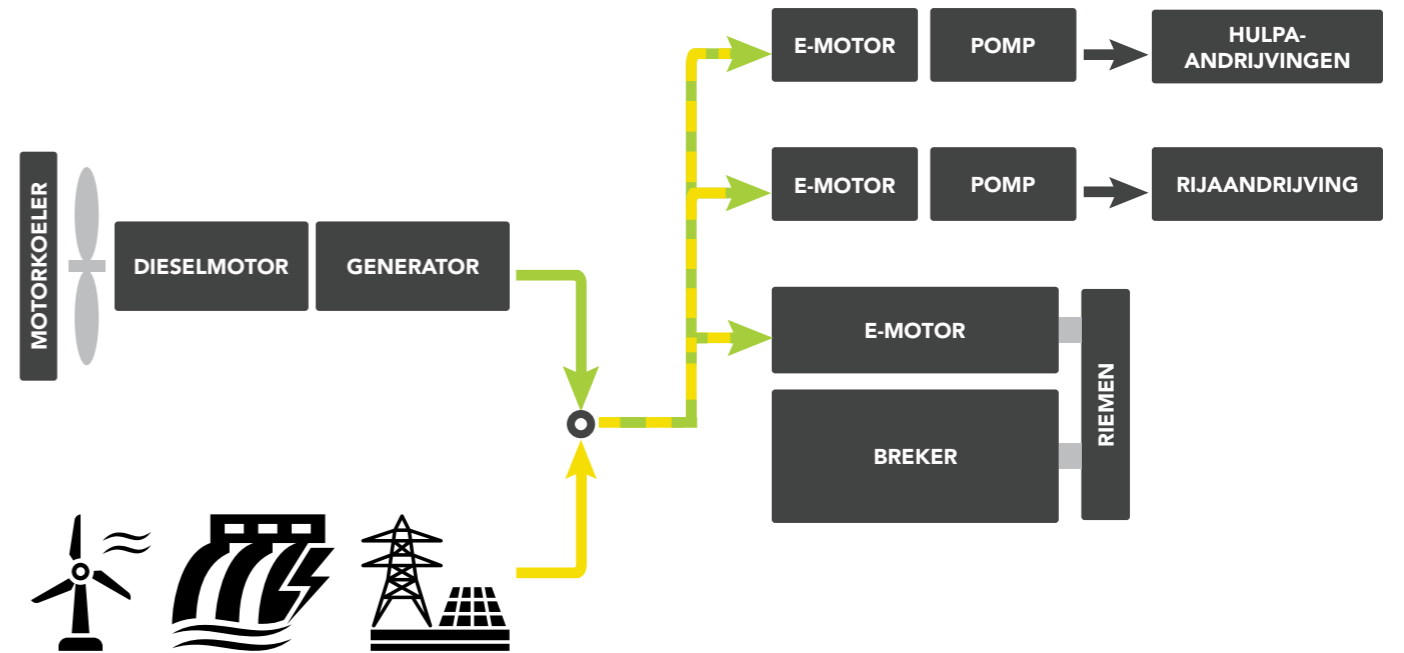 E-MOTOR
POMP
HULPA-
ANDRIJVINGEN
E-MOTOR
POMP
RIJAANDRIJVING
MOTORKOELER
DIESELMOTOR
GENERATOR
E-MOTOR
BREKER
RIEMEN